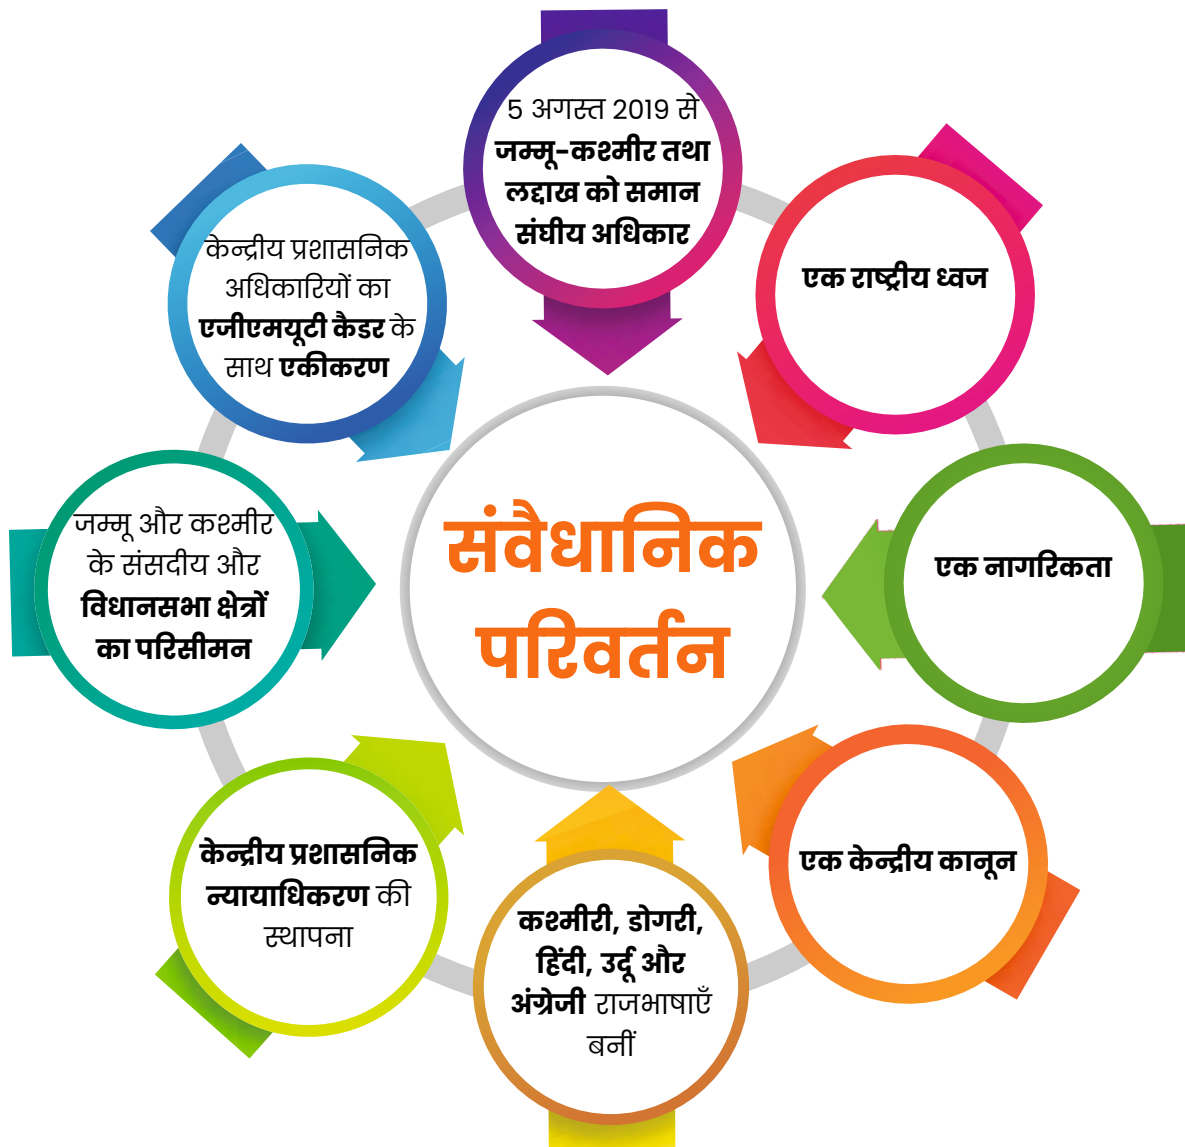 ५ अगस्त 2019 से
जम्मू-कश्मीर तथा
लद्दाख को समान
संघीय अधिकार
एक राष्ट्रीय ध्वज
एक नागरिकता
एक केन्द्रीय कानून
कश्मीरी, डोगरी,
हिंदी, उर्दू और
अंग्रेजी राजभाषाएँ
बनीं
केन्द्रीय प्रशासनिक
न्यायाधिकरण की
स्थापना
जम्मू और कश्मीर
के संसदीय और
विधानसभा क्षेत्रों
का परिसीमन
केन्द्रीय प्रशासनिक
अधिकारियों का
एजीएमयूटी कैडर के
साथ एकीकरण
संवैधानिक
परिवर्तन